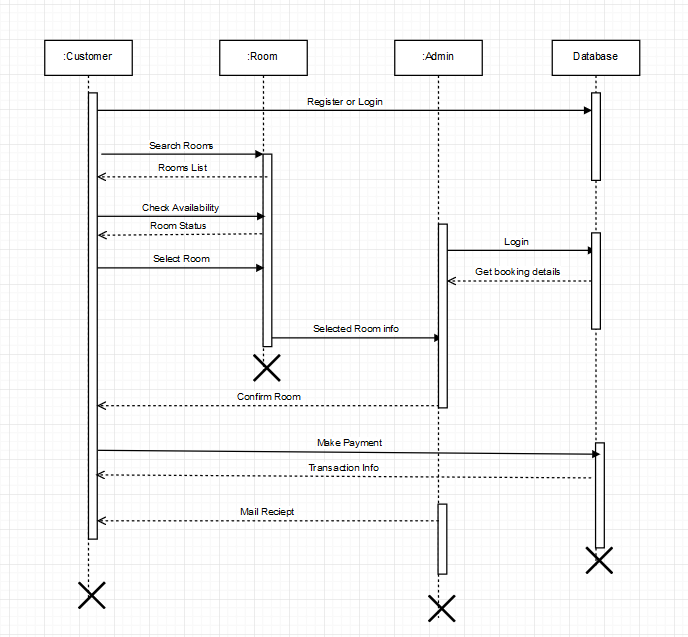 :Customer
:Room
:Admin
Database
Register or Login
Search Rooms
Rooms List
Check Availability
Room Status
Login
Select Room
Get booking details
Selected Room info
Confirm Room
Make Payment
Transaction Info
Mail Reciept